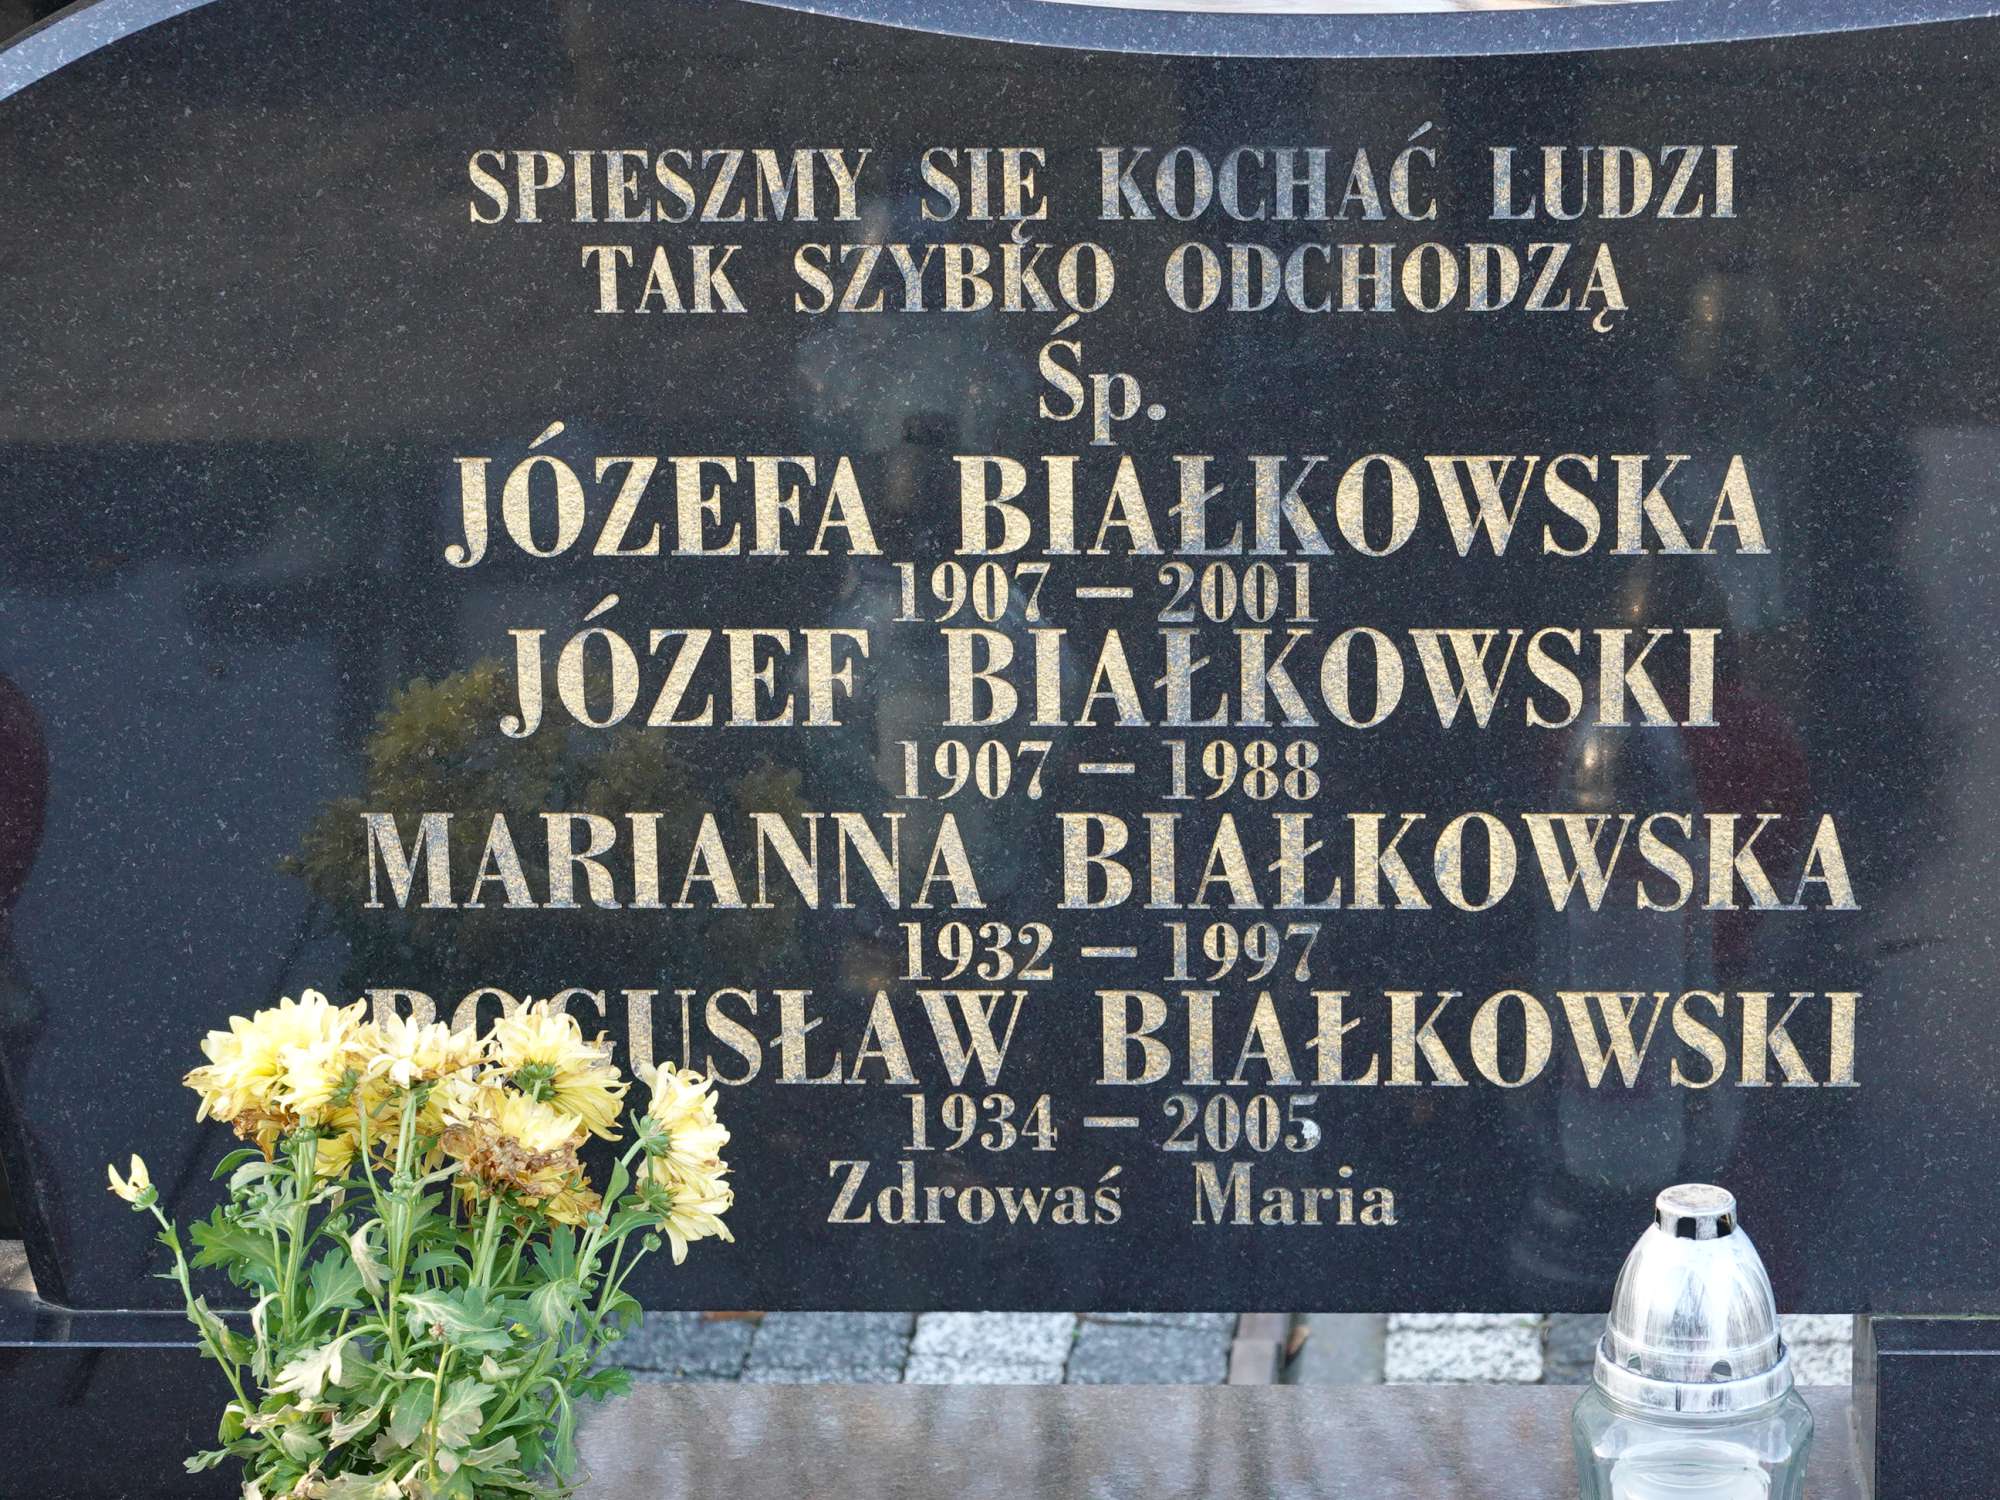 SPIESZMY SIĘ KOCHAĆ LUDZI
TAK SZYBKO ODCHODZĄ
Śp.
JÓZEFA BIAŁKOWSKA
1907 – 2001
JÓZEF BIAŁKOWSKI
1907 – 1988
MARIANNA BIAŁKOWSKA
1932 – 1997
BOGUSŁAW BIAŁKOWSKI
1934 – 2005
Zdrowaś Maria